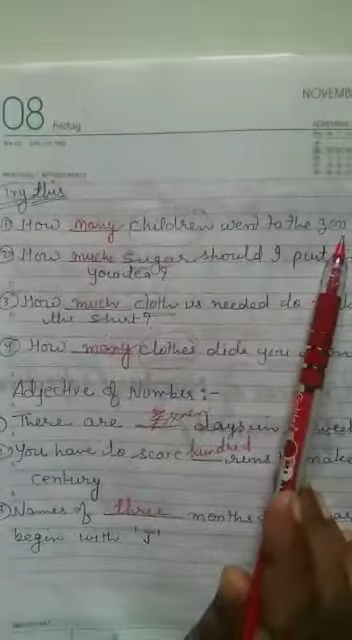 NOVEMB
08 Friday
NOVEMBER
Try this
① How many children went to the zoo
② How much sugar should I put
your tea?
③ How much cloth is needed to
the shirt?
④ How many clothes did you
Adjective of Number:-
There are seven days in week
You have to score hundred runs to make
century
③ Names of three months
begin with 'J'
IMPORTANT